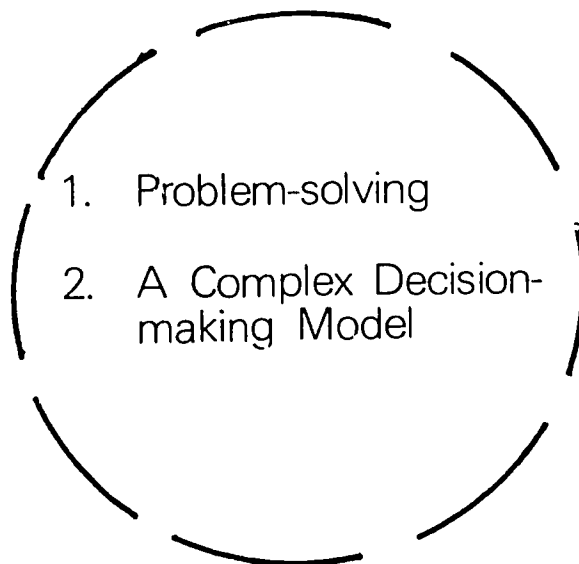 1. Problem-solving
2. A Complex Decision-
making Model